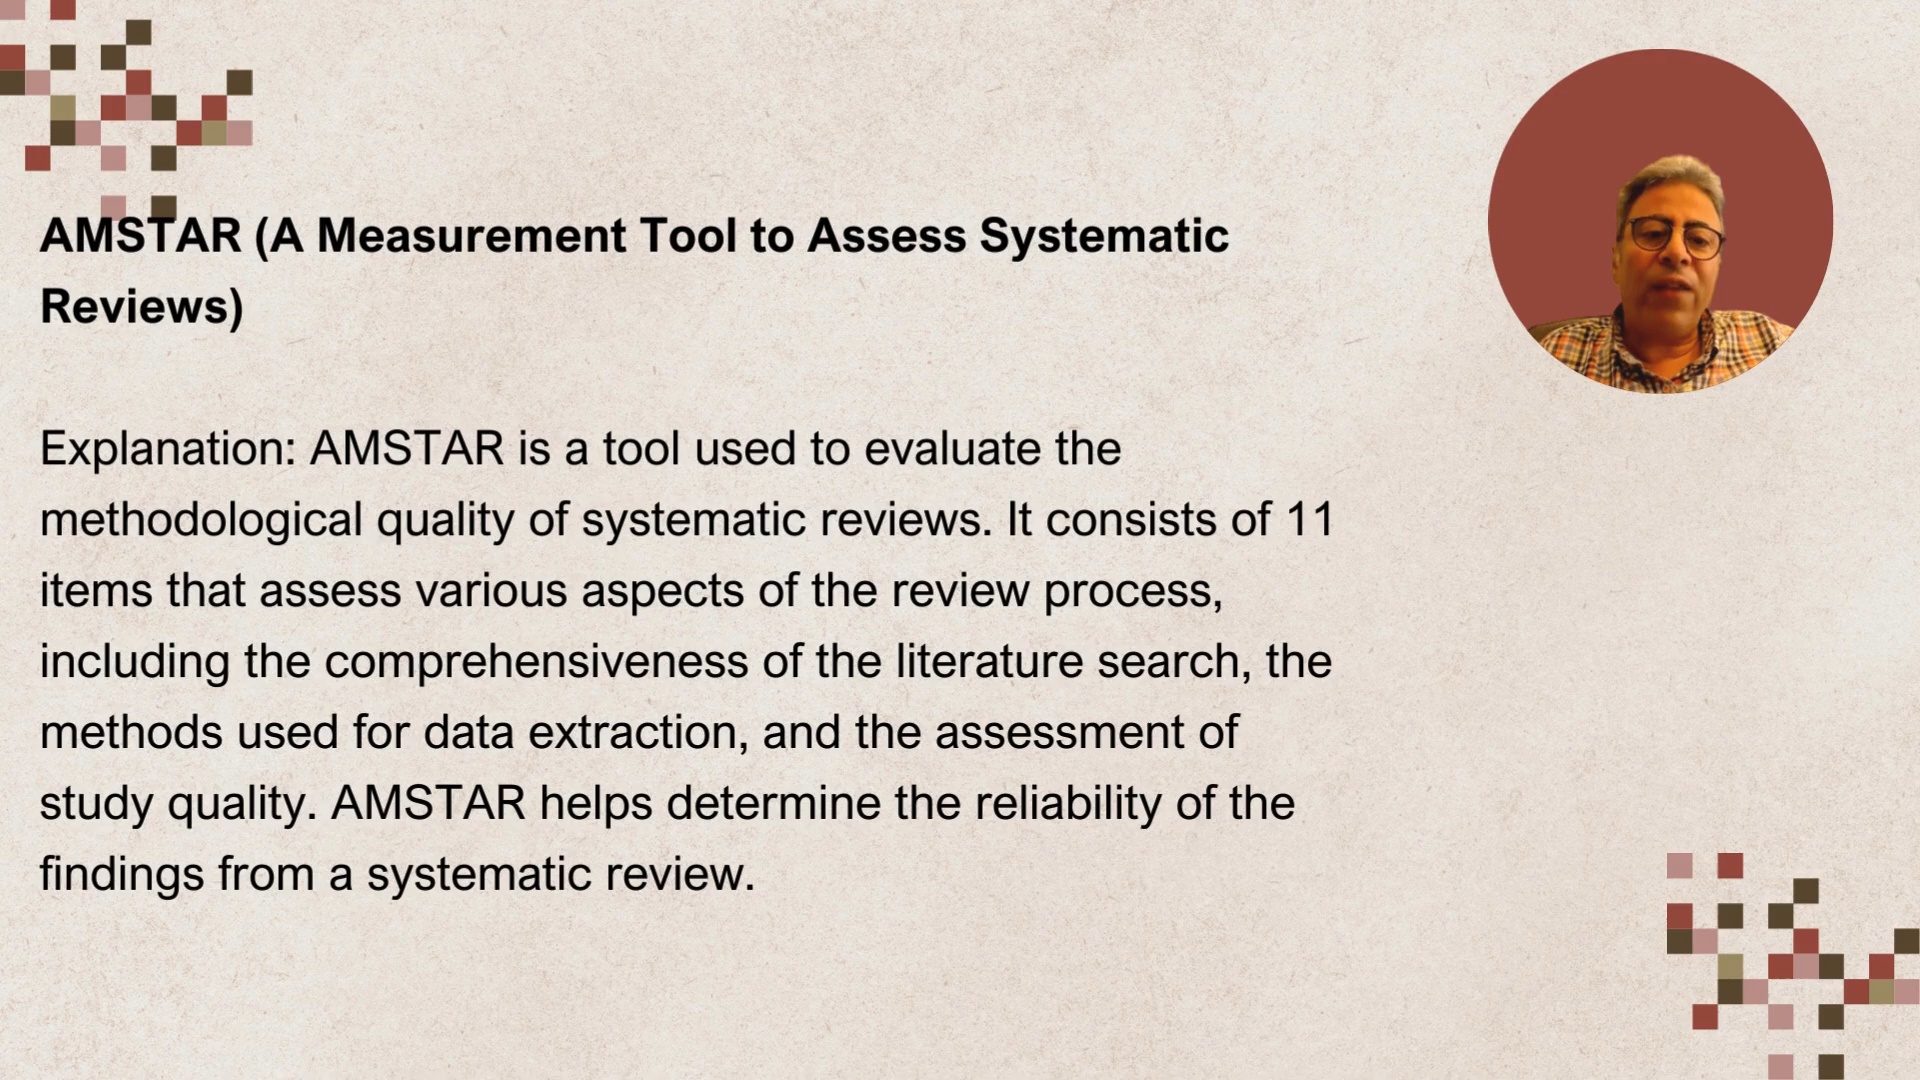 AMSTAR (A Measurement Tool to Assess Systematic
Reviews)
Explanation: AMSTAR is a tool used to evaluate the
methodological quality of systematic reviews. It consists of 11
items that assess various aspects of the review process,
including the comprehensiveness of the literature search, the
methods used for data extraction, and the assessment of
study quality. AMSTAR helps determine the reliability of the
findings from a systematic review.